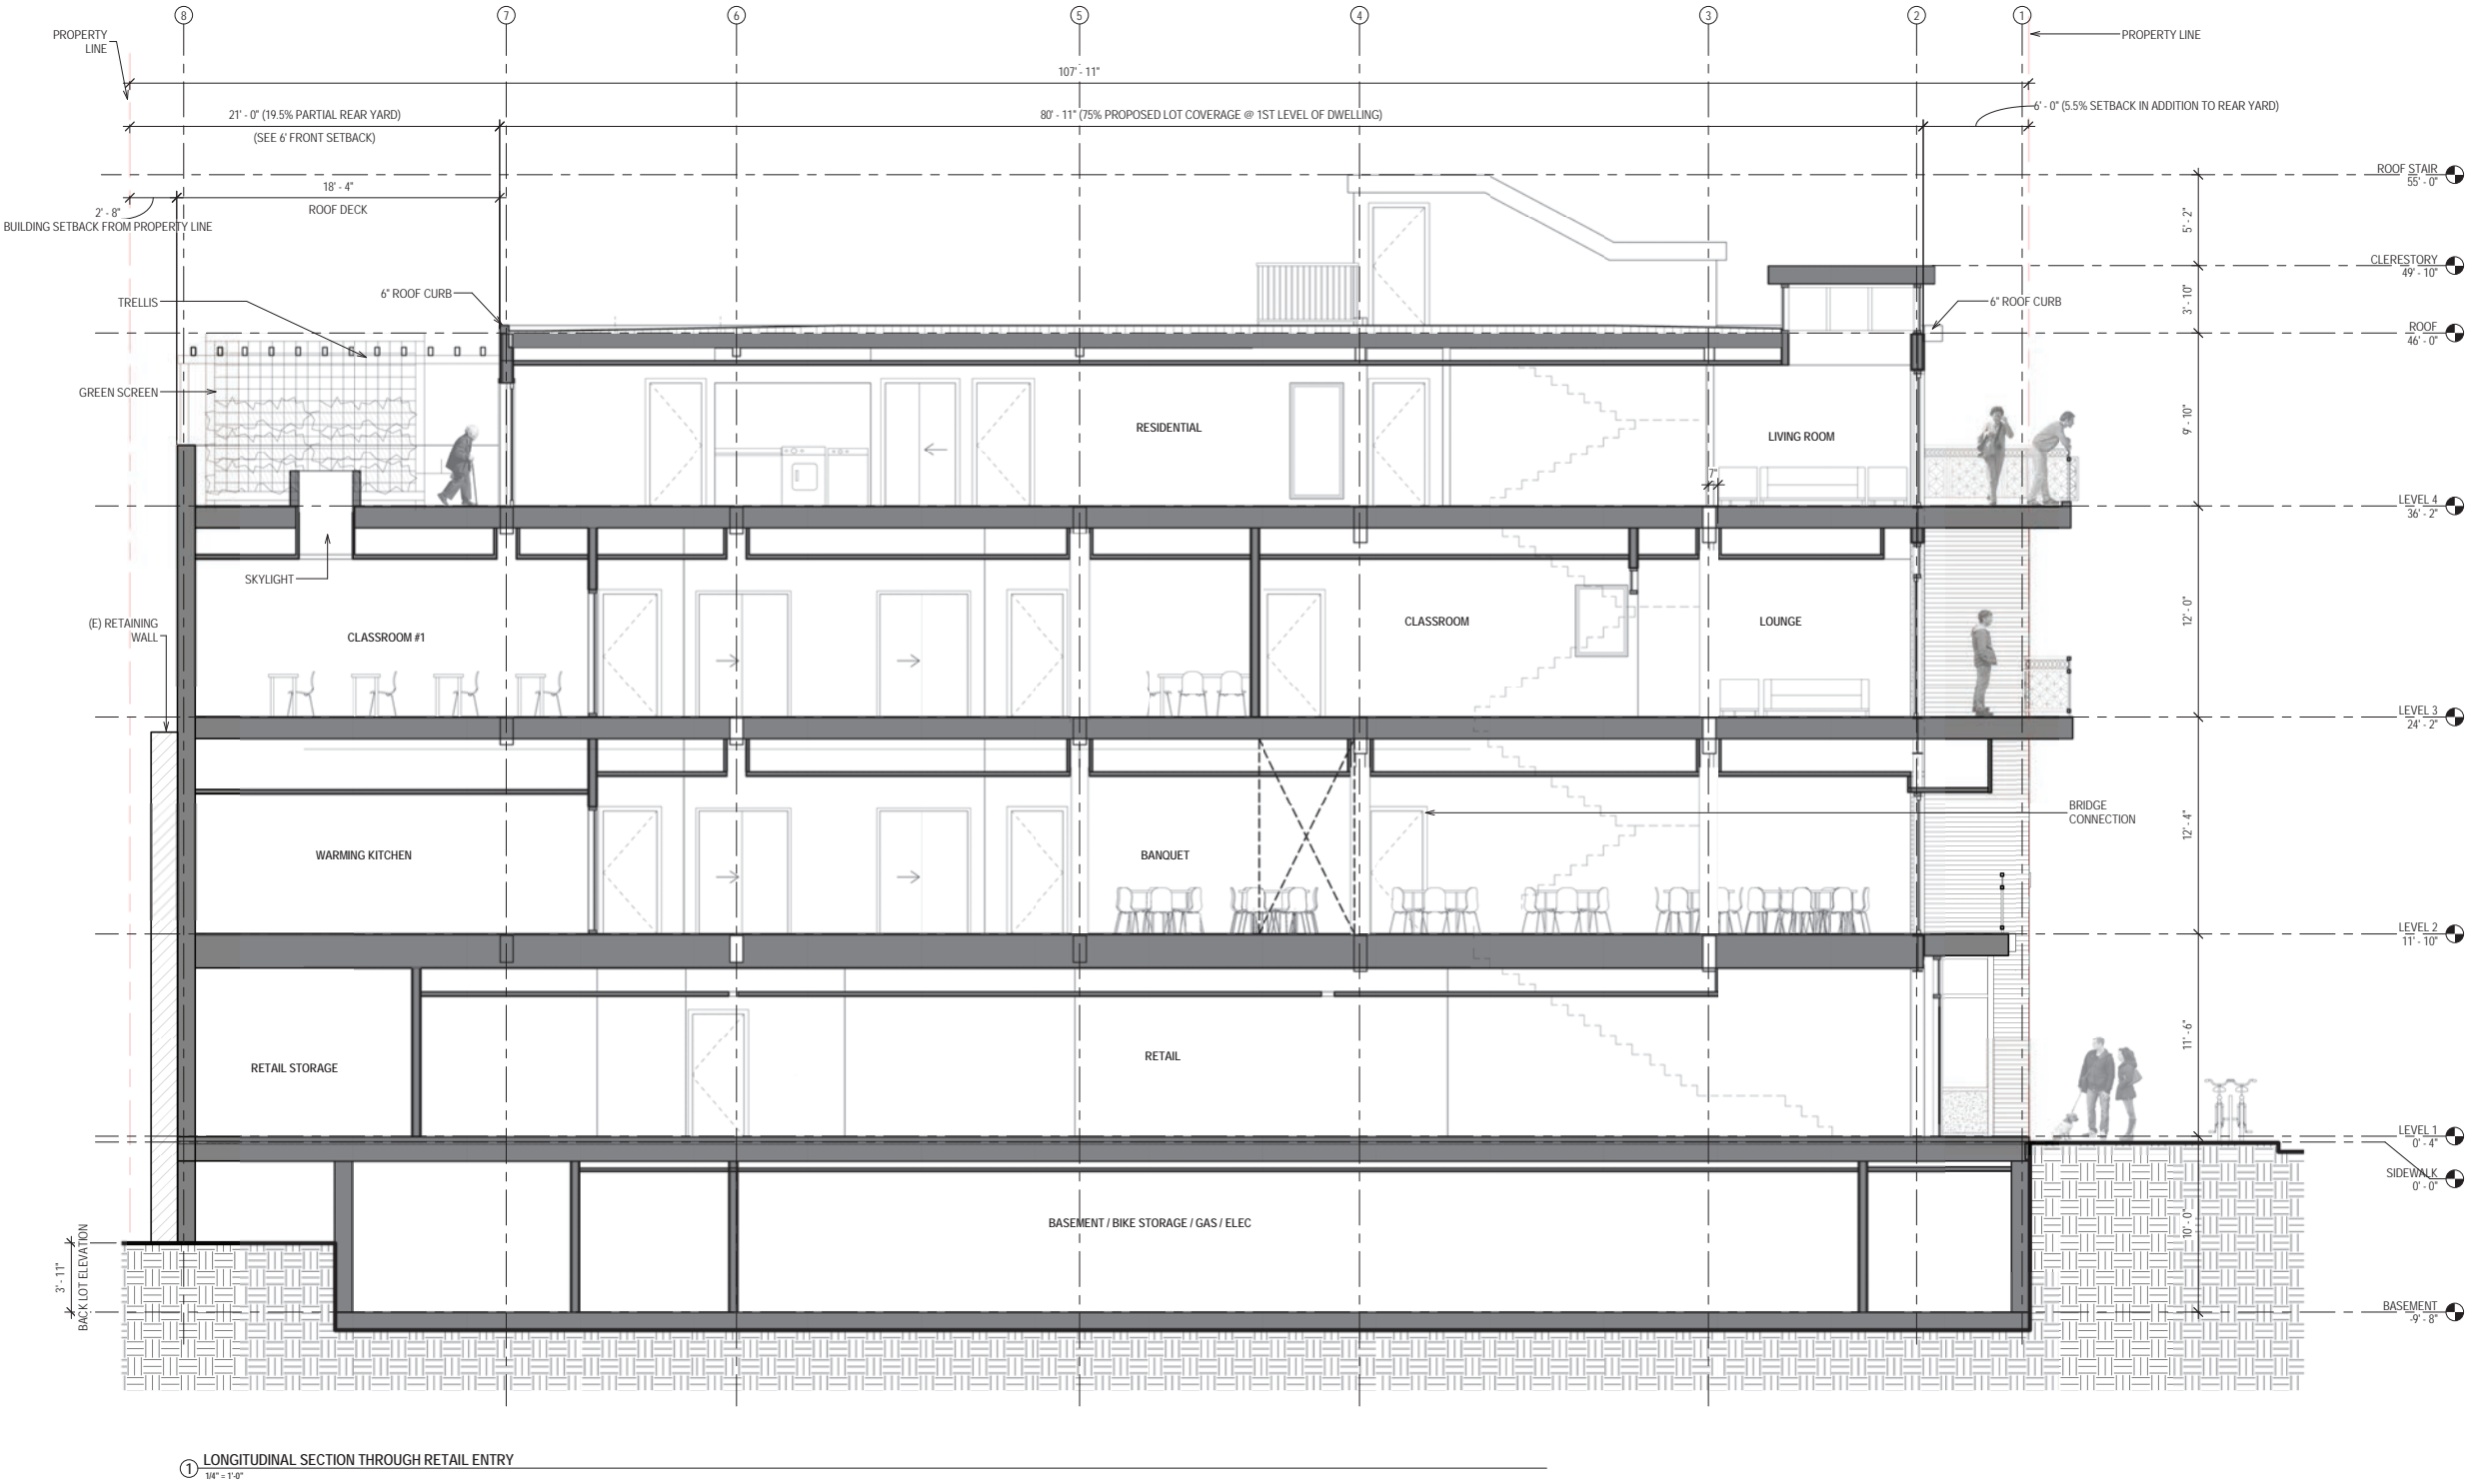 8
7
6
5
4
3
2
1
PROPERTY
LINE
PROPERTY LINE
107' - 11"
21' - 0" (19.5% PARTIAL REAR YARD)
(SEE 6' FRONT SETBACK)
80' - 11" (75% PROPOSED LOT COVERAGE @ 1ST LEVEL OF DWELLING)
6' - 0" (5.5% SETBACK IN ADDITION TO REAR YARD)
18' - 4"
ROOF DECK
2' - 8"
BUILDING SETBACK FROM PROPERTY LINE
ROOF STAIR
55' - 0"
5' - 2"
CLERESTORY
49' - 10"
3' - 10"
TRELLIS
6" ROOF CURB
6" ROOF CURB
ROOF
46' - 0"
GREEN SCREEN
RESIDENTIAL
LIVING ROOM
9' - 10"
7"
LEVEL 4
36' - 2"
SKYLIGHT
(E) RETAINING
WALL
CLASSROOM #1
CLASSROOM
LOUNGE
12' - 0"
LEVEL 3
24' - 2"
BRIDGE
CONNECTION
WARMING KITCHEN
BANQUET
12' - 4"
LEVEL 2
11' - 10"
RETAIL STORAGE
RETAIL
11' - 6"
LEVEL 1
0' - 4"
SIDEWALK
0' - 0"
BASEMENT / BIKE STORAGE / GAS / ELEC
10' - 0"
3' - 11"
BACK LOT ELEVATION
BASEMENT
-9' - 8"
1
LONGITUDINAL SECTION THROUGH RETAIL ENTRY
1/4" = 1'-0"